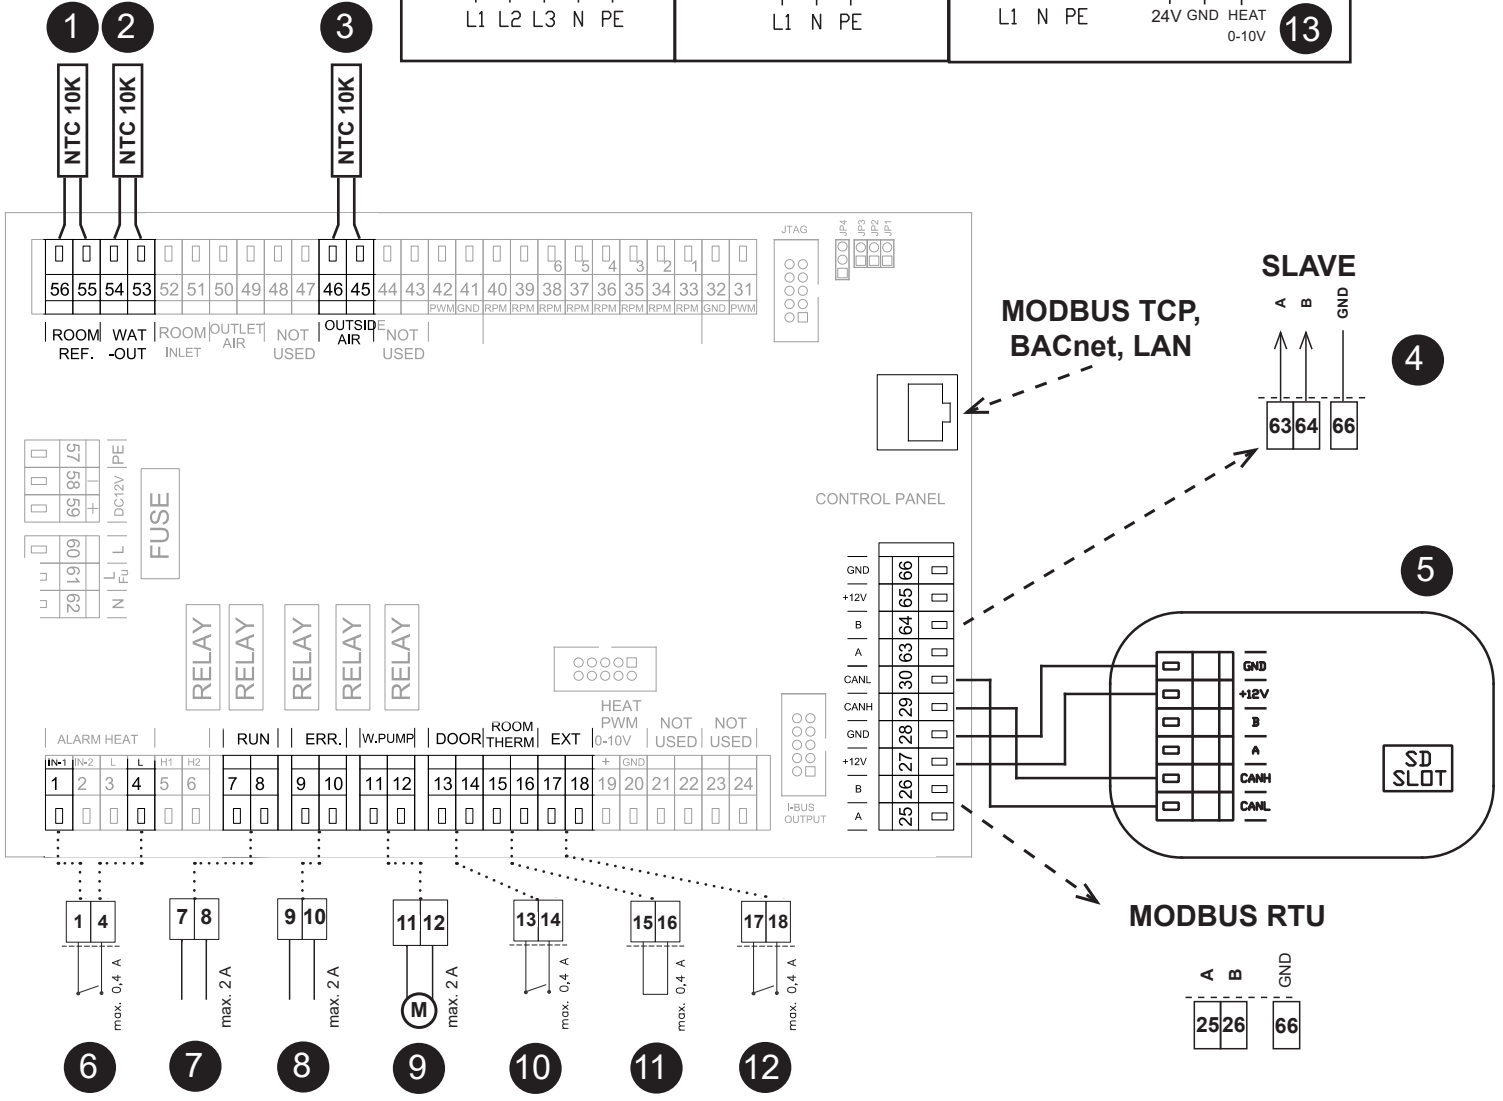 1 2 3
L1 L2 L3 N PE
L1 N PE
L1 N PE
24V GND HEAT
0-10V
13
NTC 10K
NTC 10K
NTC 10K
JTAG
JP4 JP3 JP2 JP1
6 5 4 3 2 1
56 55 54 53 52 51 50 49 48 47 46 45 44 43 42 41 40 39 38 37 36 35 34 33 32 31
PWM GND RPM RPM RPM RPM RPM RPM RPM RPM GND PWM
ROOM REF.
WAT -OUT
ROOM INLET
OUTLET AIR
NOT USED
OUTSIDE AIR
NOT USED
MODBUS TCP,
BACnet, LAN
SLAVE
A B GND
63 64 66
4
57 58 59
PE
DC12V - +
60 61 62
L
L Fu
N
FUSE
RELAY
RELAY
RELAY
RELAY
RELAY
CONTROL PANEL
GND 66
+12V 65
B 64
A 63
CANL 30
CANH 29
GND 28
+12V 27
B 26
A 25
5
GND
+12V
B
A
CANH
CANL
SD
SLOT
ALARM HEAT
RUN
ERR.
W.PUMP
DOOR
ROOM
THERM
EXT
HEAT
PWM
0-10V
NOT
USED
NOT
USED
IN-1 IN-2 L L H1 H2
+ GND
1 2 3 4 5 6 7 8 9 10 11 12 13 14 15 16 17 18 19 20 21 22 23 24
I-BUS
OUTPUT
1 4
max. 0,4 A
7 8
max. 2 A
9 10
max. 2 A
11 12
M
max. 2 A
13 14
max. 0,4 A
15 16
max. 0,4 A
17 18
max. 0,4 A
6 7 8 9 10 11 12
MODBUS RTU
A B GND
25 26 66